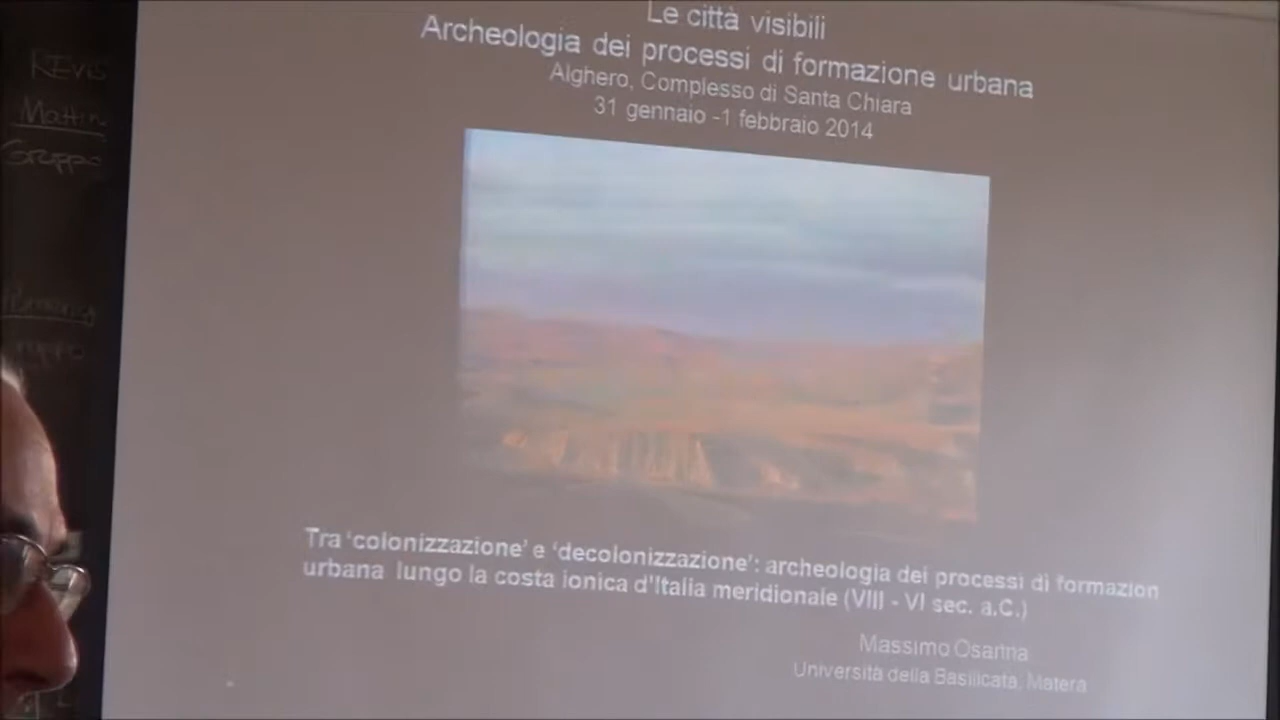 Le città visibili
Archeologia dei processi di formazione urbana
Alghero, Complesso di Santa Chiara
31 gennaio -1 febbraio 2014
Tra 'colonizzazione' e 'decolonizzazione': archeologia dei processi di formazion
urbana lungo la costa ionica d'Italia meridionale (VIII - VI sec. a.C.)
Massimo Osanna
Università della Basilicata, Matera
Mattin
Gruppo